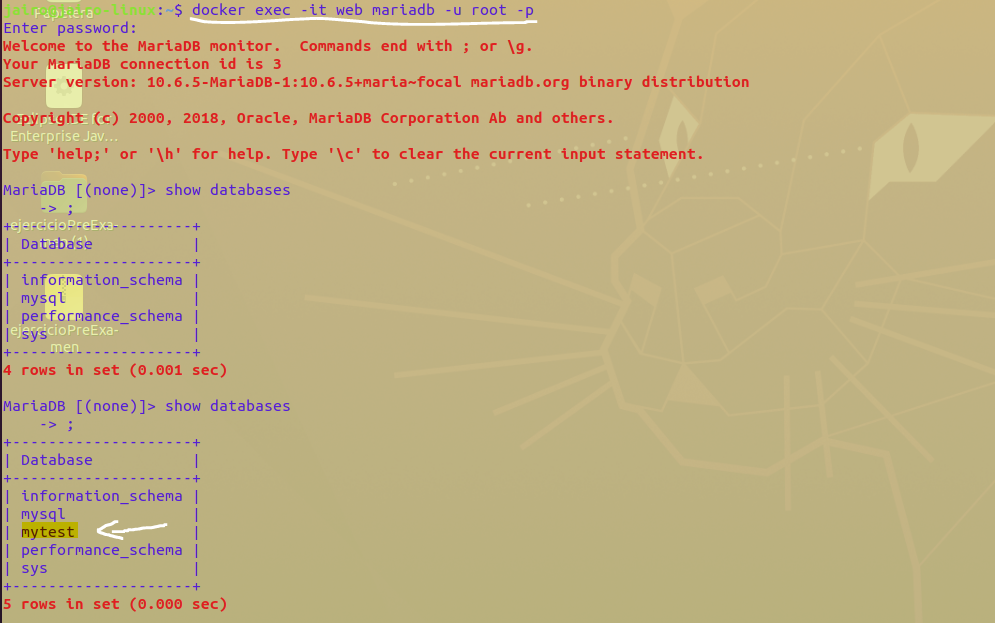 :~$ docker exec -it web mariadb -u root -p
Enter password:
Welcome to the MariaDB monitor.  Commands end with ; or \g.
Your MariaDB connection id is 3
Server version: 10.6.5-MariaDB-1:10.6.5+maria~focal mariadb.org binary distribution
Copyright (c) 2000, 2018, Oracle, MariaDB Corporation Ab and others.
Enterprise Jav...
Type 'help;' or '\h' for help. Type '\c' to clear the current input statement.
MariaDB [(none)]> show databases
    -> ;
ejercicioPreExa-
+--------------------+
| Database           |
+--------------------+
| information_schema |
| mysql              |
| performance_schema |
ejercicioPreExa-
| sys                |
men
+--------------------+
4 rows in set (0.001 sec)
MariaDB [(none)]> show databases
    -> ;
+--------------------+
| Database           |
+--------------------+
| information_schema |
| mysql              |
| mytest             |
| performance_schema |
| sys                |
+--------------------+
5 rows in set (0.000 sec)